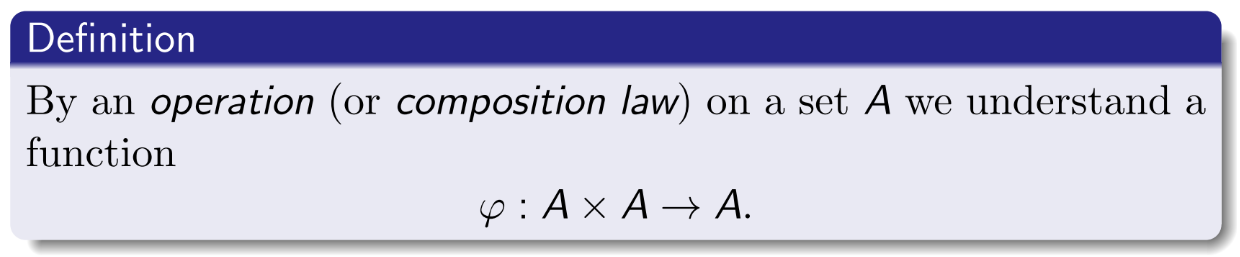 Definition
By an operation (or composition law) on a set A we understand a
function
φ : A × A → A.